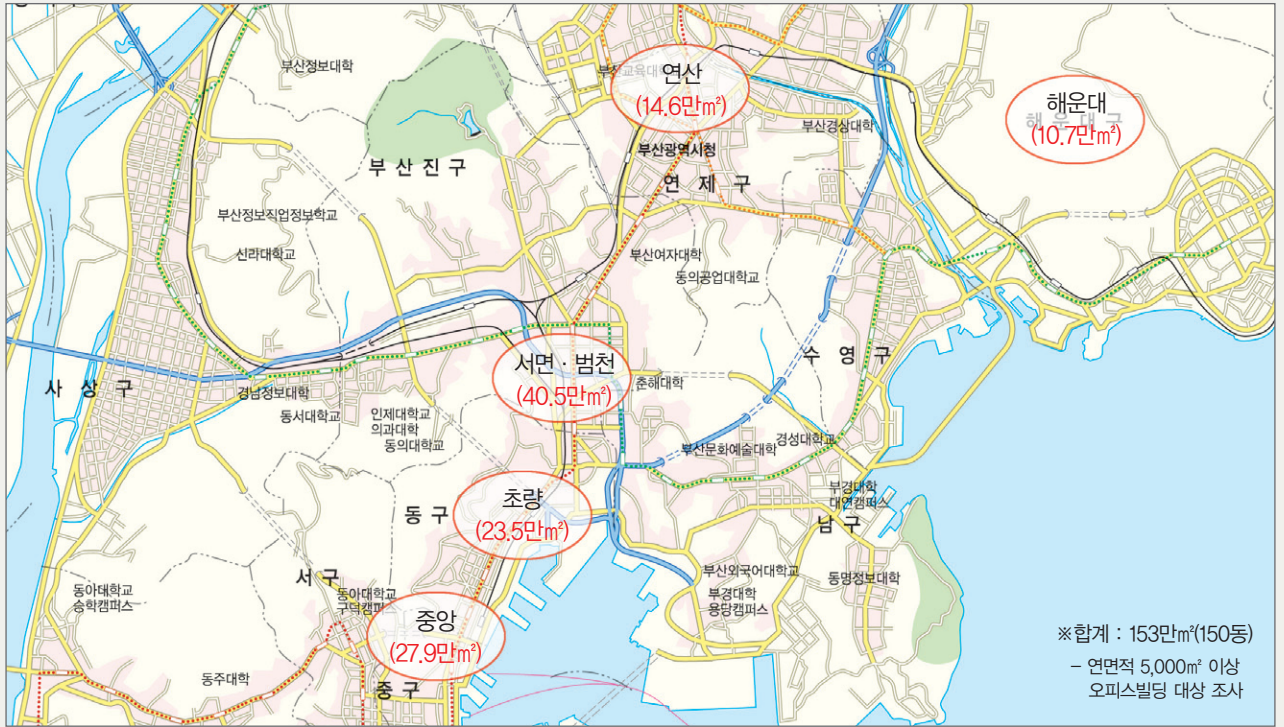 부산정보대학
부산교육대학
연산
(14.6만㎡)
해운대
해운대구
(10.7만㎡)
부산경상대학
부산광역시청
부산진구
연제구
부산정보직업정보학교
신라대학교
부산여자대학
동의공업대학교
서면 · 범천
(40.5만㎡)
수영구
춘해대학
사상구
경남정보대학
동서대학교
인제대학교
의과대학
동의대학교
부산문화예술대학
경성대학교
부경대학
대연캠퍼스
초량
(23.5만㎡)
동구
남구
서구
부산외국어대학교
동명정보대학
부경대학
용당캠퍼스
동아대학교
승학캠퍼스
동아대학교
구덕캠퍼스
중앙
(27.9만㎡)
동주대학
중구
※합계 : 153만㎡(150동)
- 연면적 5,000㎡ 이상
오피스빌딩 대상 조사